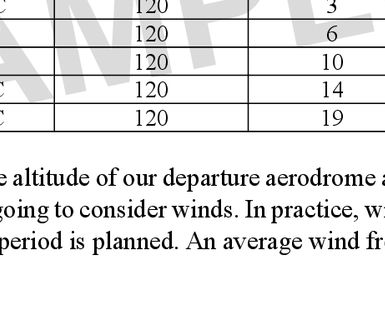 C 120 3
120 6
120 10
C 120 14
C 120 19
e altitude of our departure aerodrome a
going to consider winds. In practice, wi
period is planned. An average wind fr